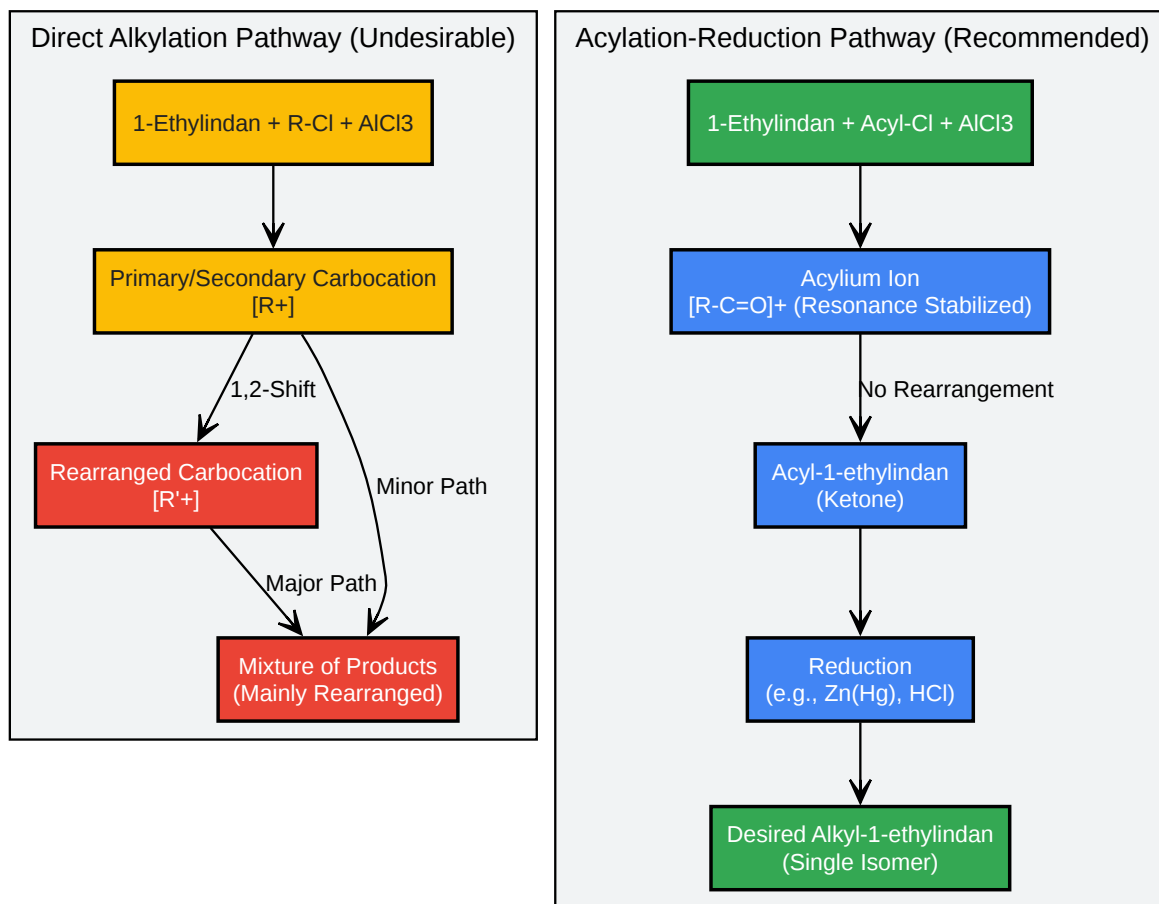 Direct Alkylation Pathway (Undesirable)
1-Ethylindan + R-Cl + AlCl3
Primary/Secondary Carbocation
[R+]
1,2-Shift
Rearranged Carbocation
[R'+]
Minor Path
Major Path
Mixture of Products
(Mainly Rearranged)
Acylation-Reduction Pathway (Recommended)
1-Ethylindan + Acyl-Cl + AlCl3
Acylium Ion
[R-C=O]+ (Resonance Stabilized)
No Rearrangement
Acyl-1-ethylindan
(Ketone)
Reduction
(e.g., Zn(Hg), HCl)
Desired Alkyl-1-ethylindan
(Single Isomer)